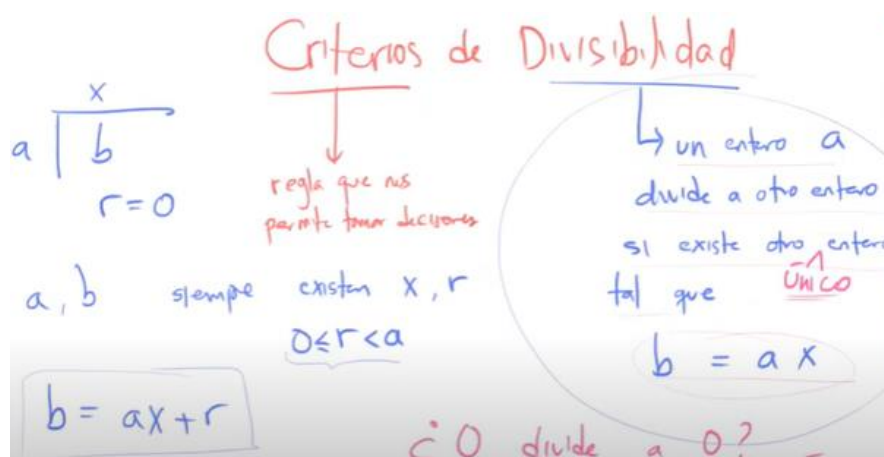 Criterios de Divisibilidad
x
a b
r=0
regla que nos
permite tomar decisiones
un entero a
divide a otro entero
si existe otro enter
único
tal que
b = a x
a, b siempre existen x, r
0≤r<a
b = ax+r
¿0 divide a 0?